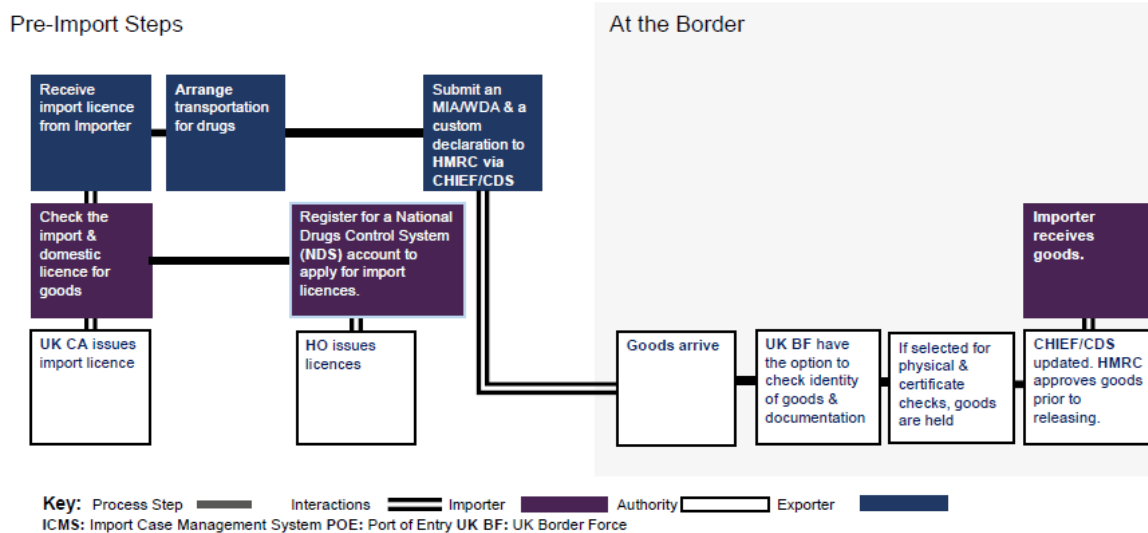 Pre-Import Steps
At the Border
Receive
import licence
from Importer
Arrange
transportation
for drugs
Submit an
MIA/WDA & a
custom
declaration to
HMRC via
CHIEF/CDS
Check the
import &
domestic
licence for
goods
Register for a National
Drugs Control System
(NDS) account to
apply for import
licences.
Importer
receives
goods.
UK CA issues
import licence
HO issues
licences
Goods arrive
UK BF have
the option to
check identity
of goods &
documentation
If selected for
physical &
certificate
checks, goods
are held
CHIEF/CDS
updated. HMRC
approves goods
prior to
releasing.
Key: Process Step Interactions Importer Authority Exporter
ICMS: Import Case Management System POE: Port of Entry UK BF: UK Border Force